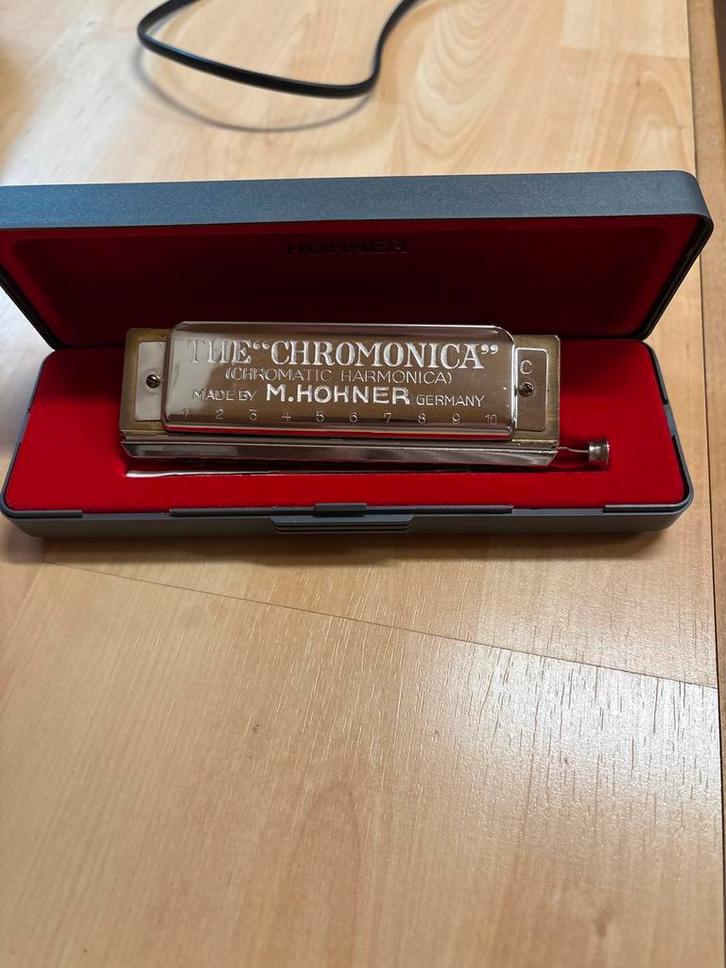 HOHNER
THE "CHROMONICA"
(CHROMATIC HARMONICA)
MADE BY M. HOHNER GERMANY
1 2 3 4 5 6 7 8 9 10
C